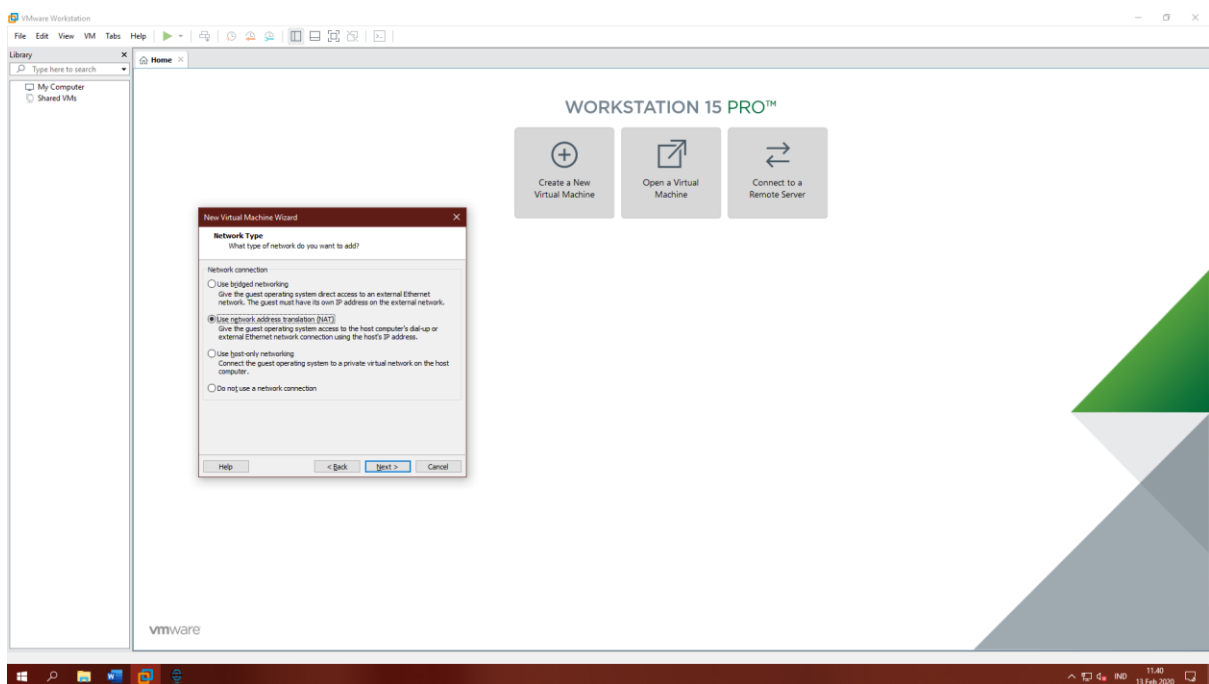 VMware Workstation
File Edit View VM Tabs Help
Library
Type here to search
My Computer
Shared VMs
Home
WORKSTATION 15 PRO™
Create a New
Virtual Machine
Open a Virtual
Machine
Connect to a
Remote Server
New Virtual Machine Wizard
Network Type
What type of network do you want to add?
Network connection
Use bridged networking
Give the guest operating system direct access to an external Ethernet
network. The guest must have its own IP address on the external network.
Use network address translation (NAT)
Give the guest operating system access to the host computer's dial-up or
external Ethernet network connection using the host's IP address.
Use host-only networking
Connect the guest operating system to a private virtual network on the host
computer.
Do not use a network connection
Help < Back Next > Cancel
vmware
IND
11.40
13 Feb 2020